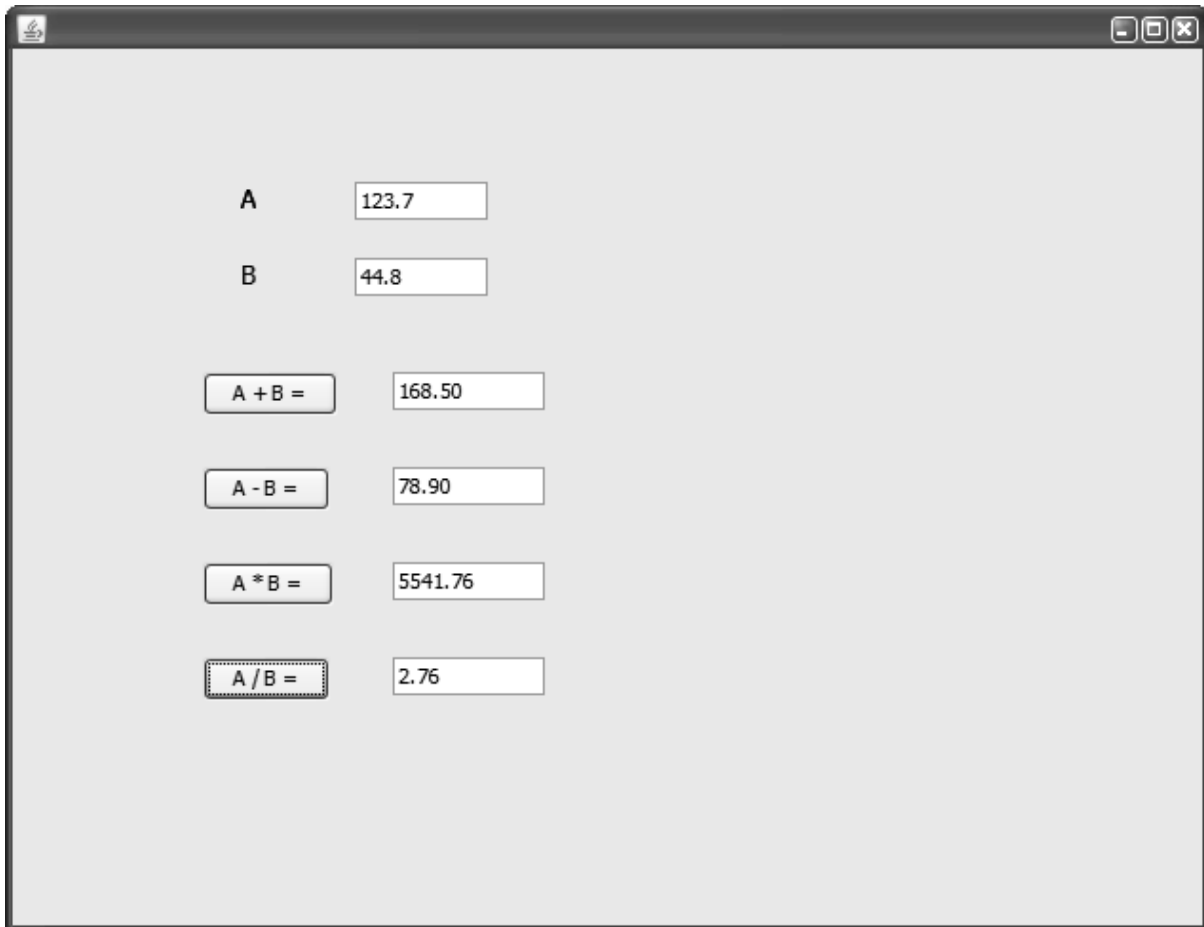 A 123.7
B 44.8
A + B = 168.50
A - B = 78.90
A * B = 5541.76
A / B = 2.76